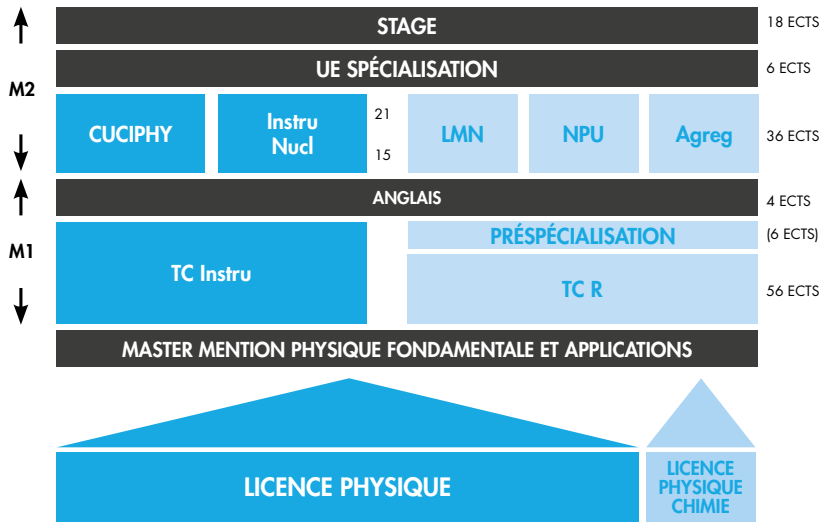 STAGE
18 ECTS
UE SPÉCIALISATION
6 ECTS
M2
CUCIPHY
Instru
Nucl
21
15
LMN
NPU
Agreg
36 ECTS
ANGLAIS
4 ECTS
M1
TC Instru
PRÉSPÉCIALISATION
(6 ECTS)
TC R
56 ECTS
MASTER MENTION PHYSIQUE FONDAMENTALE ET APPLICATIONS
LICENCE PHYSIQUE
LICENCE
PHYSIQUE
CHIMIE